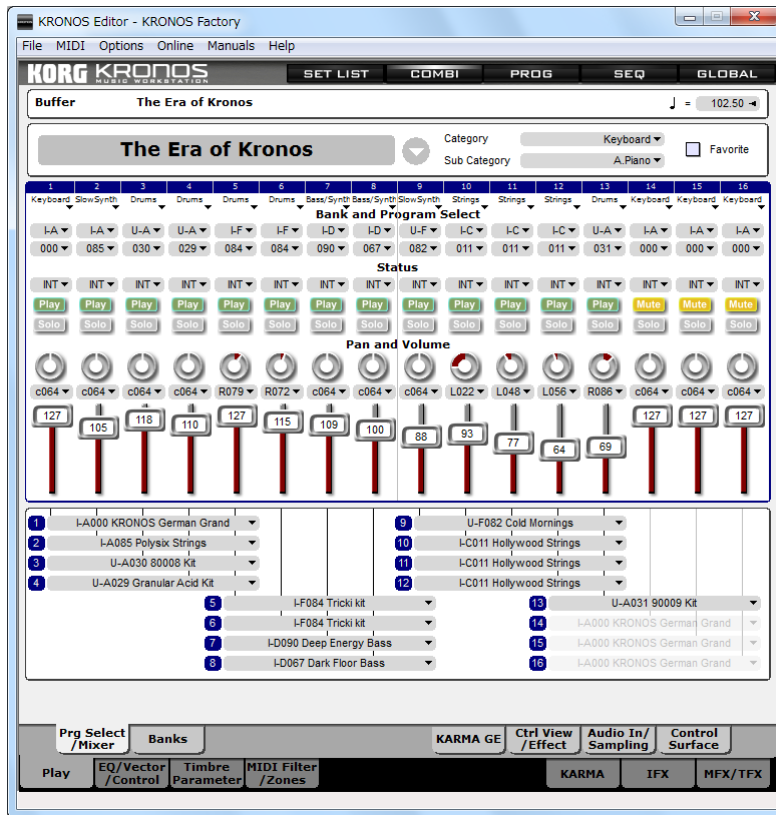 KRONOS Editor - KRONOS Factory
File MIDI Options Online Manuals Help
KORG KRONOS SET LIST COMBI PROG SEQ GLOBAL
MUSIC WORKSTATION
Buffer The Era of Kronos ♩ = 102.50
The Era of Kronos Category Keyboard Favorite
Sub Category A.Piano
1 2 3 4 5 6 7 8 9 10 11 12 13 14 15 16
Keyboard SlowSynth Drums Drums Drums Drums Bass/Synth Bass/Synth SlowSynth Strings Strings Strings Drums Keyboard Keyboard Keyboard
Bank and Program Select
I-A I-A U-A U-A I-F I-F I-D I-D U-F I-C I-C I-C U-A I-A I-A I-A
000 085 030 029 084 084 090 067 082 011 011 011 031 000 000 000
Status
INT INT INT INT INT INT INT INT INT INT INT INT INT INT INT INT
Play Play Play Play Play Play Play Play Play Play Play Play Play Mute Mute Mute
Solo Solo Solo Solo Solo Solo Solo Solo Solo Solo Solo Solo Solo Solo Solo Solo
Pan and Volume
c064 c064 c064 c064 R079 R072 c064 c064 c064 L022 L048 L056 R086 c064 c064 c064
127 105 118 110 127 115 109 100 88 93 77 64 69 127 127 127
1 I-A000 KRONOS German Grand 9 U-F082 Cold Mornings
2 I-A085 Polysix Strings 10 I-C011 Hollywood Strings
3 U-A030 80008 Kit 11 I-C011 Hollywood Strings
4 U-A029 Granular Acid Kit 12 I-C011 Hollywood Strings
5 I-F084 Tricki kit 13 U-A031 90009 Kit
6 I-F084 Tricki kit 14 I-A000 KRONOS German Grand
7 I-D090 Deep Energy Bass 15 I-A000 KRONOS German Grand
8 I-D067 Dark Floor Bass 16 I-A000 KRONOS German Grand
Prg Select /Mixer Banks KARMA GE Ctrl View /Effect Audio In/ Sampling Control Surface
Play EQ/Vector /Control Timbre Parameter MIDI Filter /Zones KARMA IFX MFX/TFX